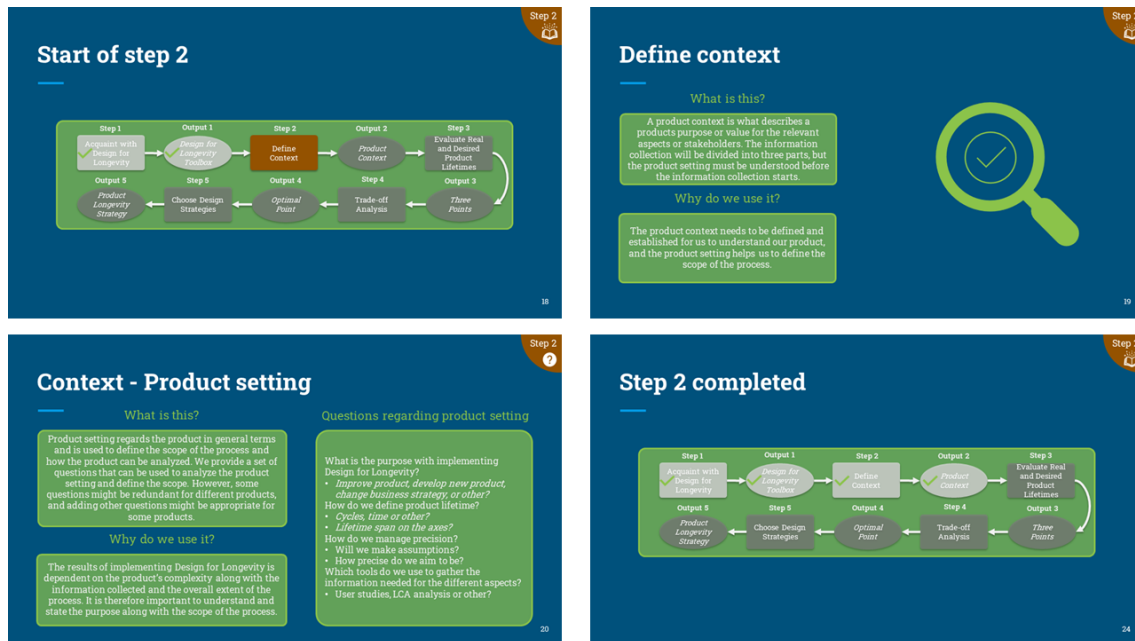 Step 2
Start of step 2
Step 1
Output 1
Step 2
Output 2
Step 3
Acquaint with
Design for
Longevity
Design for
Longevity
Toolbox
Define
Context
Product
Context
Evaluate Real
and Desired
Product
Lifetimes
Output 5
Step 5
Output 4
Step 4
Output 3
Product
Longevity
Strategy
Choose Design
Strategies
Optimal
Point
Trade-off
Analysis
Three
Points
18
Step 2
Define context
What is this?
A product context is what describes a
products purpose or value for the relevant
aspects or stakeholders. The information
collection will be divided into three parts, but
the product setting must be understood before
the information collection starts.
Why do we use it?
The product context needs to be defined and
established for us to understand our product,
and the product setting helps us to define the
scope of the process.
19
Step 2
?
Context - Product setting
What is this?
Product setting regards the product in general terms
and is used to define the scope of the process and
how the product can be analyzed. We provide a set of
questions that can be used to analyze the product
setting and define the scope. However, some
questions might be redundant for different products,
and adding other questions might be appropriate for
some products.
Why do we use it?
The results of implementing Design for Longevity is
dependent on the product's complexity along with the
information collected and the overall extent of the
process. It is therefore important to understand and
state the purpose along with the scope of the process.
Questions regarding product setting
What is the purpose with implementing
Design for Longevity?
• Improve product, develop new product,
change business strategy, or other?
How do we define product lifetime?
• Cycles, time or other?
• Lifetime span on the axes?
How do we manage precision?
• Will we make assumptions?
• How precise do we aim to be?
Which tools do we use to gather the
information needed for the different aspects?
• User studies, LCA analysis or other?
20
Step 2
Step 2 completed
Step 1
Output 1
Step 2
Output 2
Step 3
Acquaint with
Design for
Longevity
Design for
Longevity
Toolbox
Define
Context
Product
Context
Evaluate Real
and Desired
Product
Lifetimes
Output 5
Step 5
Output 4
Step 4
Output 3
Product
Longevity
Strategy
Choose Design
Strategies
Optimal
Point
Trade-off
Analysis
Three
Points
24